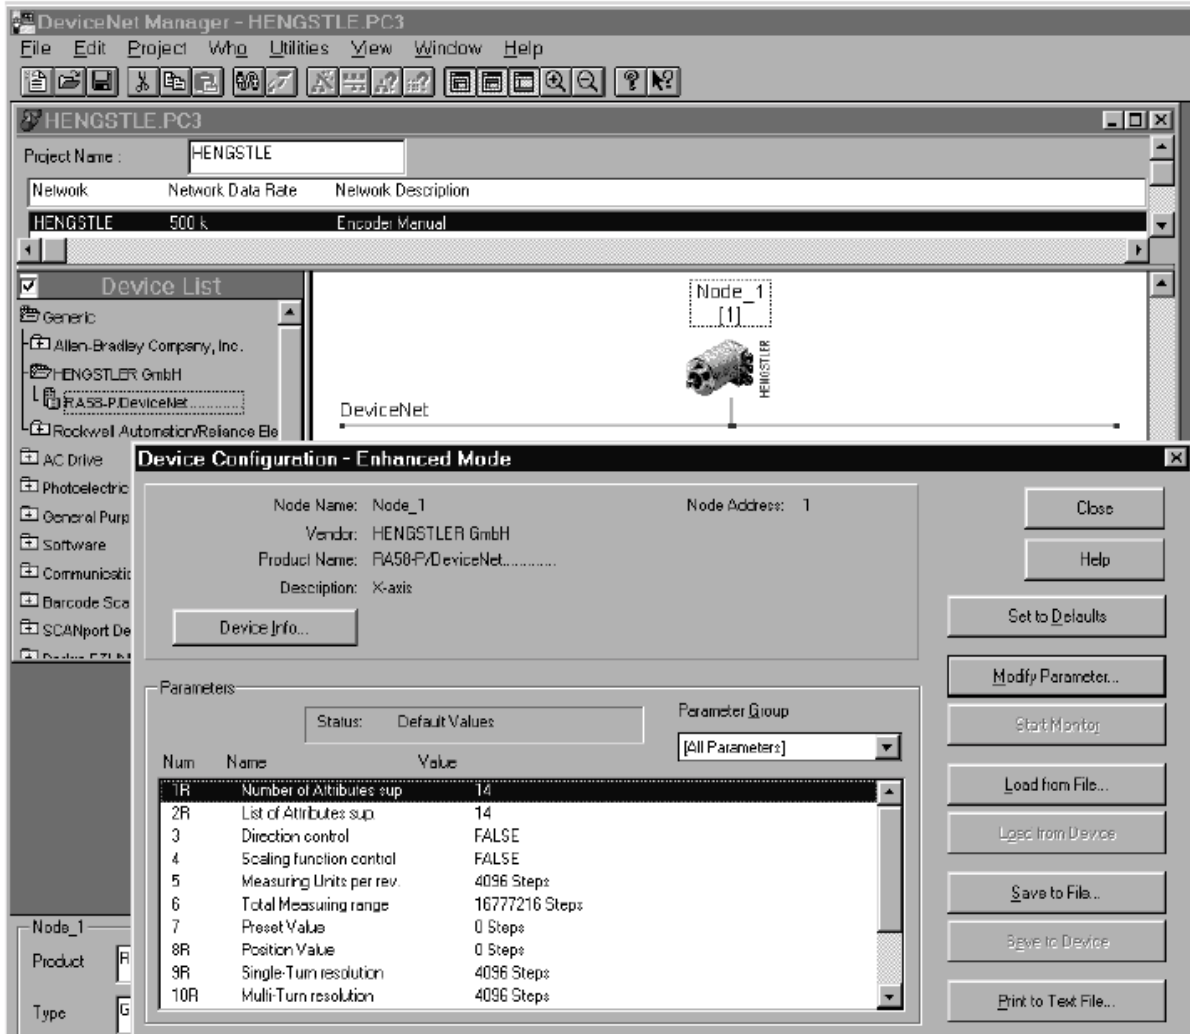 DeviceNet Manager - HENGSTLE.PC3
File Edit Project Who Utilities View Window Help
HENGSTLE.PC3
Project Name : HENGSTLE
Network Network Data Rate Network Description
HENGSTLE 500 k Encoder Manual
Device List
Generic
Allen-Bradley Company, Inc.
HENGSTLER GmbH
RA58-P/DeviceNet.............
Rockwell Automation/Reliance Ele
AC Drive
Photoelectric
General Purp
Software
Communicatio
Barcode Sca
SCANport De
Node_1
[1]
HENGSTLER
DeviceNet
Device Configuration - Enhanced Mode
Node Name: Node_1 Node Address: 1
Vendor: HENGSTLER GmbH
Product Name: RA58-P/DeviceNet.............
Description: X-axis
Device Info...
Close
Help
Set to Defaults
Modify Parameter...
Start Monitor
Load from File...
Load from Device
Save to File...
Save to Device
Print to Text File...
Parameters
Status: Default Values
Parameter Group
[All Parameters]
Num Name Value
1R Number of Attributes sup 14
2R List of Attributes sup. 14
3 Direction control FALSE
4 Scaling function control FALSE
5 Measuring Units per rev. 4096 Steps
6 Total Measuring range 16777216 Steps
7 Preset Value 0 Steps
8R Position Value 0 Steps
9R Single-Turn resolution 4096 Steps
10R Multi-Turn resolution 4096 Steps
Node_1
Product R
Type G